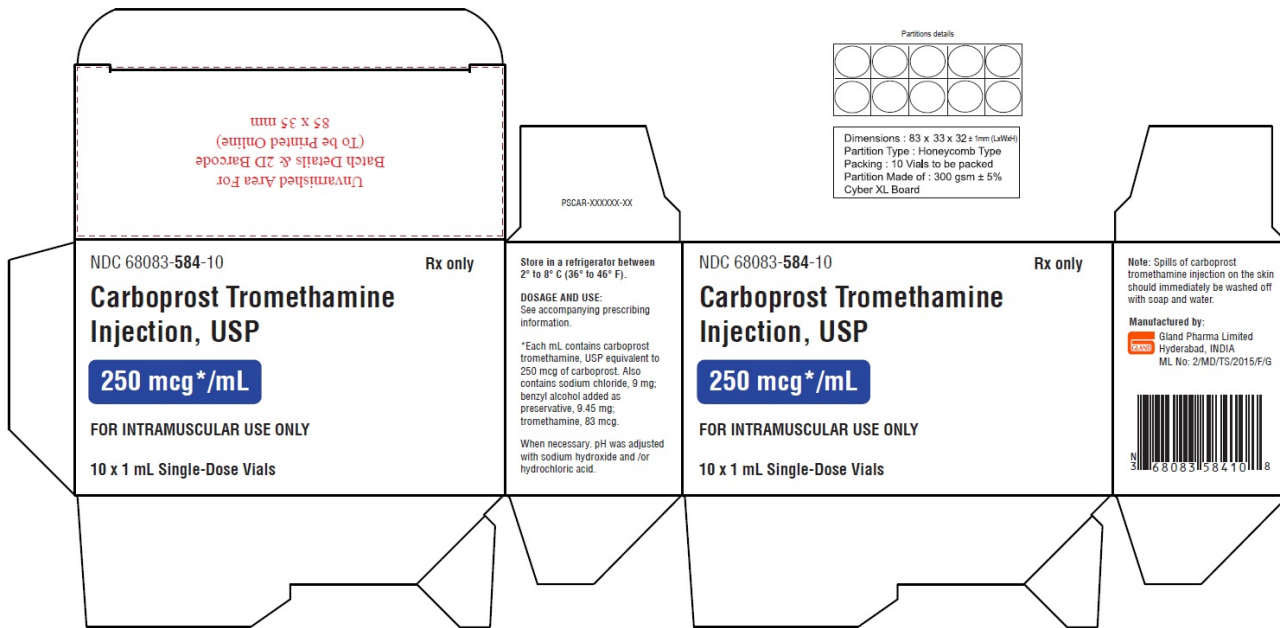 Partitions details
Dimensions : 83 x 33 x 32 ± 1mm (LxWxH)
Partition Type : Honeycomb Type
Packing : 10 Vials to be packed
Partition Made of : 300 gsm ± 5%
Cyber XL Board
Unvarnished Area For
Batch Details & 2D Barcode
(To be Printed Online)
85 x 35 mm
PSCAR-XXXXXX-XX
NDC 68083-584-10
Rx only
Carboprost Tromethamine
Injection, USP
250 mcg*/mL
FOR INTRAMUSCULAR USE ONLY
10 x 1 mL Single-Dose Vials
Store in a refrigerator between
2° to 8° C (36° to 46° F).
DOSAGE AND USE:
See accompanying prescribing
information.
*Each mL contains carboprost
tromethamine, USP equivalent to
250 mcg of carboprost. Also
contains sodium chloride, 9 mg;
benzyl alcohol added as
preservative, 9.45 mg;
tromethamine, 83 mcg.
When necessary. pH was adjusted
with sodium hydroxide and /or
hydrochloric acid.
NDC 68083-584-10
Rx only
Carboprost Tromethamine
Injection, USP
250 mcg*/mL
FOR INTRAMUSCULAR USE ONLY
10 x 1 mL Single-Dose Vials
Note: Spills of carboprost
tromethamine injection on the skin
should immediately be washed off
with soap and water.
Manufactured by:
GLAND
Gland Pharma Limited
Hyderabad, INDIA
ML No: 2/MD/TS/2015/F/G
N
3 68083 58410 8